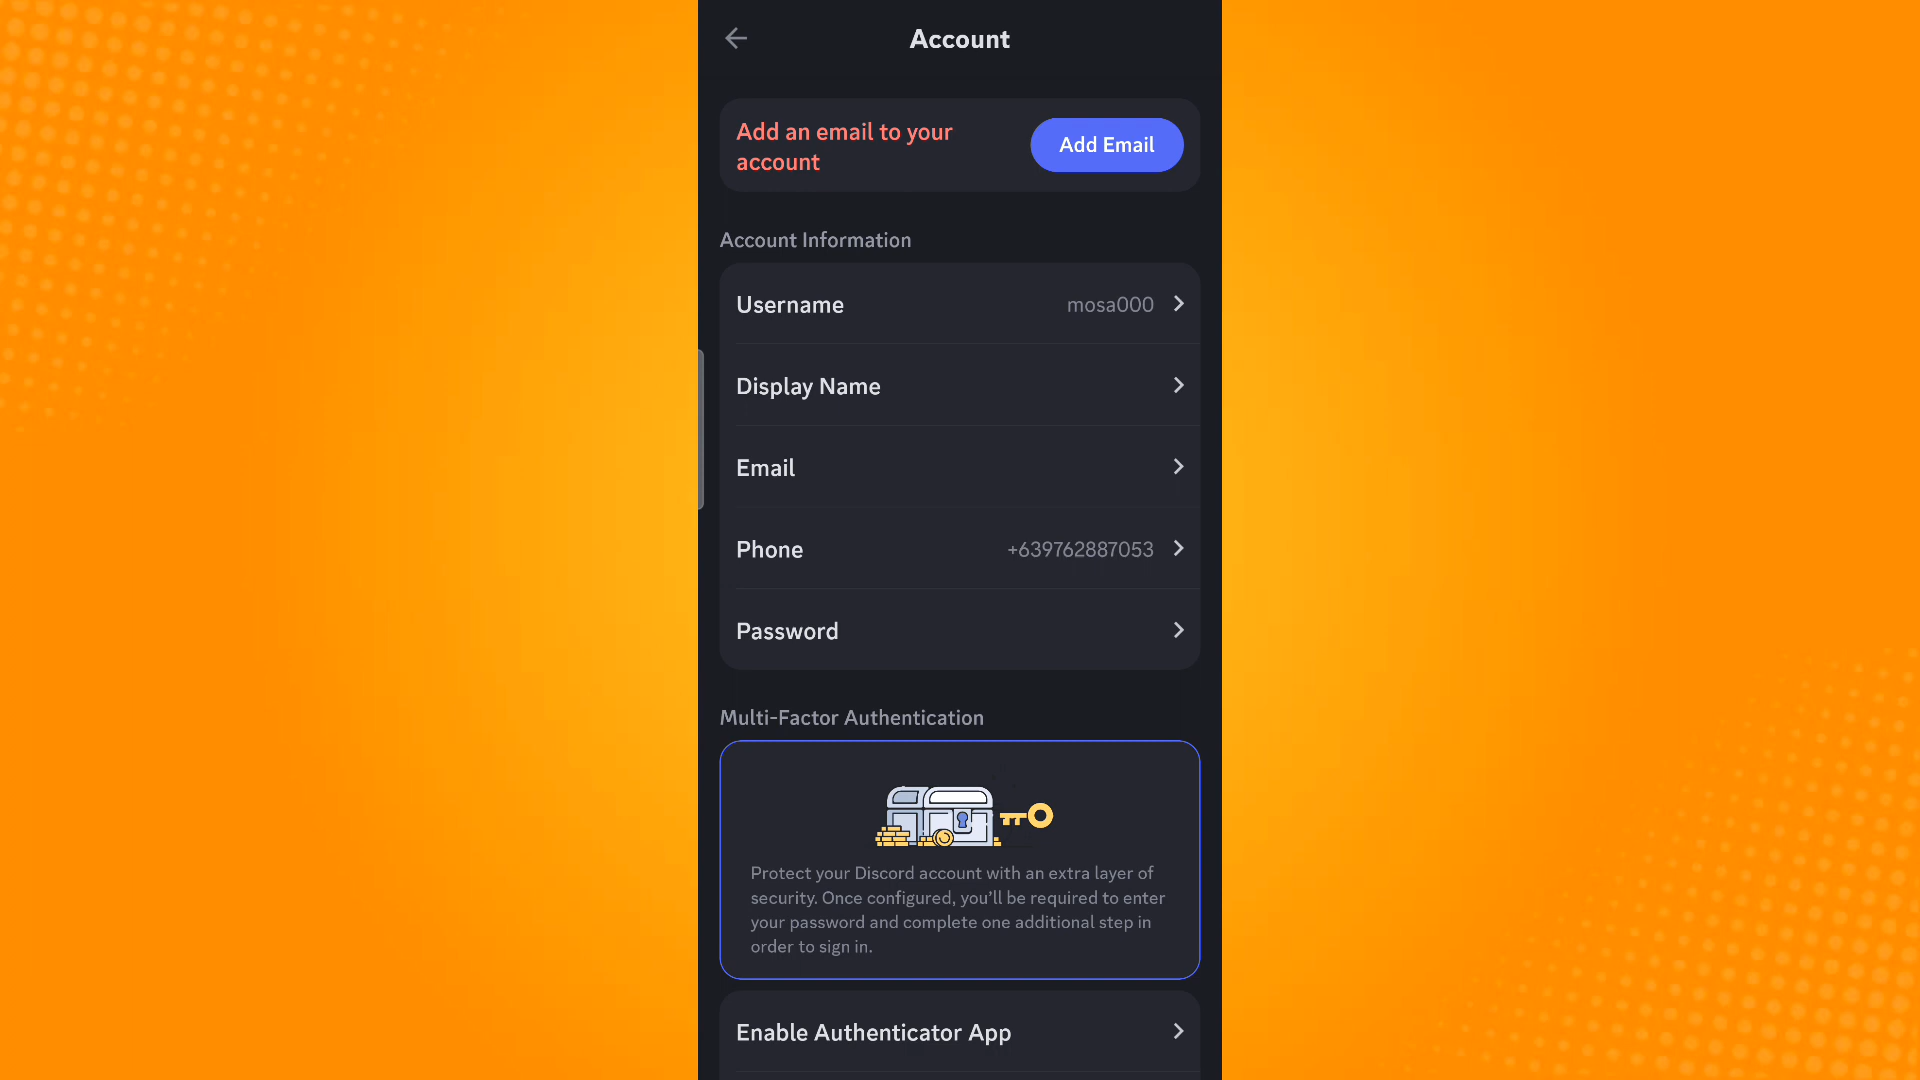 Account
Add an email to your
account
Add Email
Account Information
Username
mosa000
Display Name
Email
Phone
+639762887053
Password
Multi-Factor Authentication
Protect your Discord account with an extra layer of
security. Once configured, you’ll be required to enter
your password and complete one additional step in
order to sign in.
Enable Authenticator App